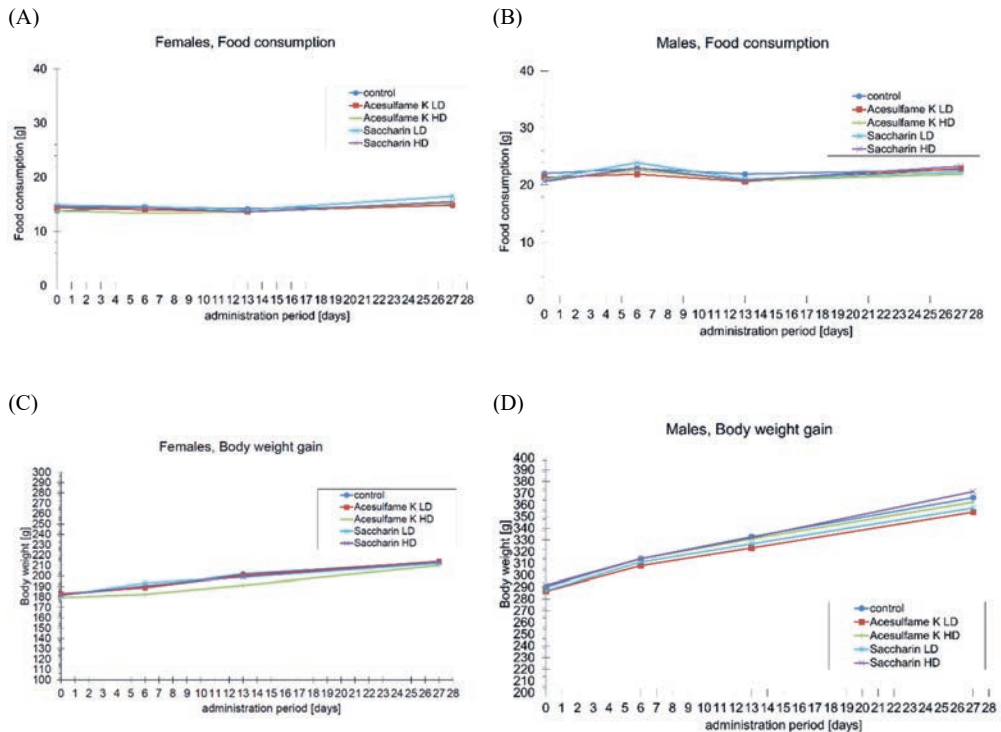 (A)
Females, Food consumption
40
30
20
10
0
Food consumption [g]
control
Acesulfame K LD
Acesulfame K HD
Saccharin LD
Saccharin HD
0 1 2 3 4 5 6 7 8 9 10 11 12 13 14 15 16 17 18 19 20 21 22 23 24 25 26 27 28
administration period [days]
(B)
Males, Food consumption
40
30
20
10
0
Food consumption [g]
control
Acesulfame K LD
Acesulfame K HD
Saccharin LD
Saccharin HD
0 1 2 3 4 5 6 7 8 9 10 11 12 13 14 15 16 17 18 19 20 21 22 23 24 25 26 27 28
administration period [days]
(C)
Females, Body weight gain
300
290
280
270
260
250
240
230
220
210
200
190
180
170
160
150
140
130
120
110
100
Body weight [g]
control
Acesulfame K LD
Acesulfame K HD
Saccharin LD
Saccharin HD
0 1 2 3 4 5 6 7 8 9 10 11 12 13 14 15 16 17 18 19 20 21 22 23 24 25 26 27 28
administration period [days]
(D)
Males, Body weight gain
400
390
380
370
360
350
340
330
320
310
300
290
280
270
260
250
240
230
220
210
200
Body weight [g]
control
Acesulfame K LD
Acesulfame K HD
Saccharin LD
Saccharin HD
0 1 2 3 4 5 6 7 8 9 10 11 12 13 14 15 16 17 18 19 20 21 22 23 24 25 26 27 28
administration period [days]